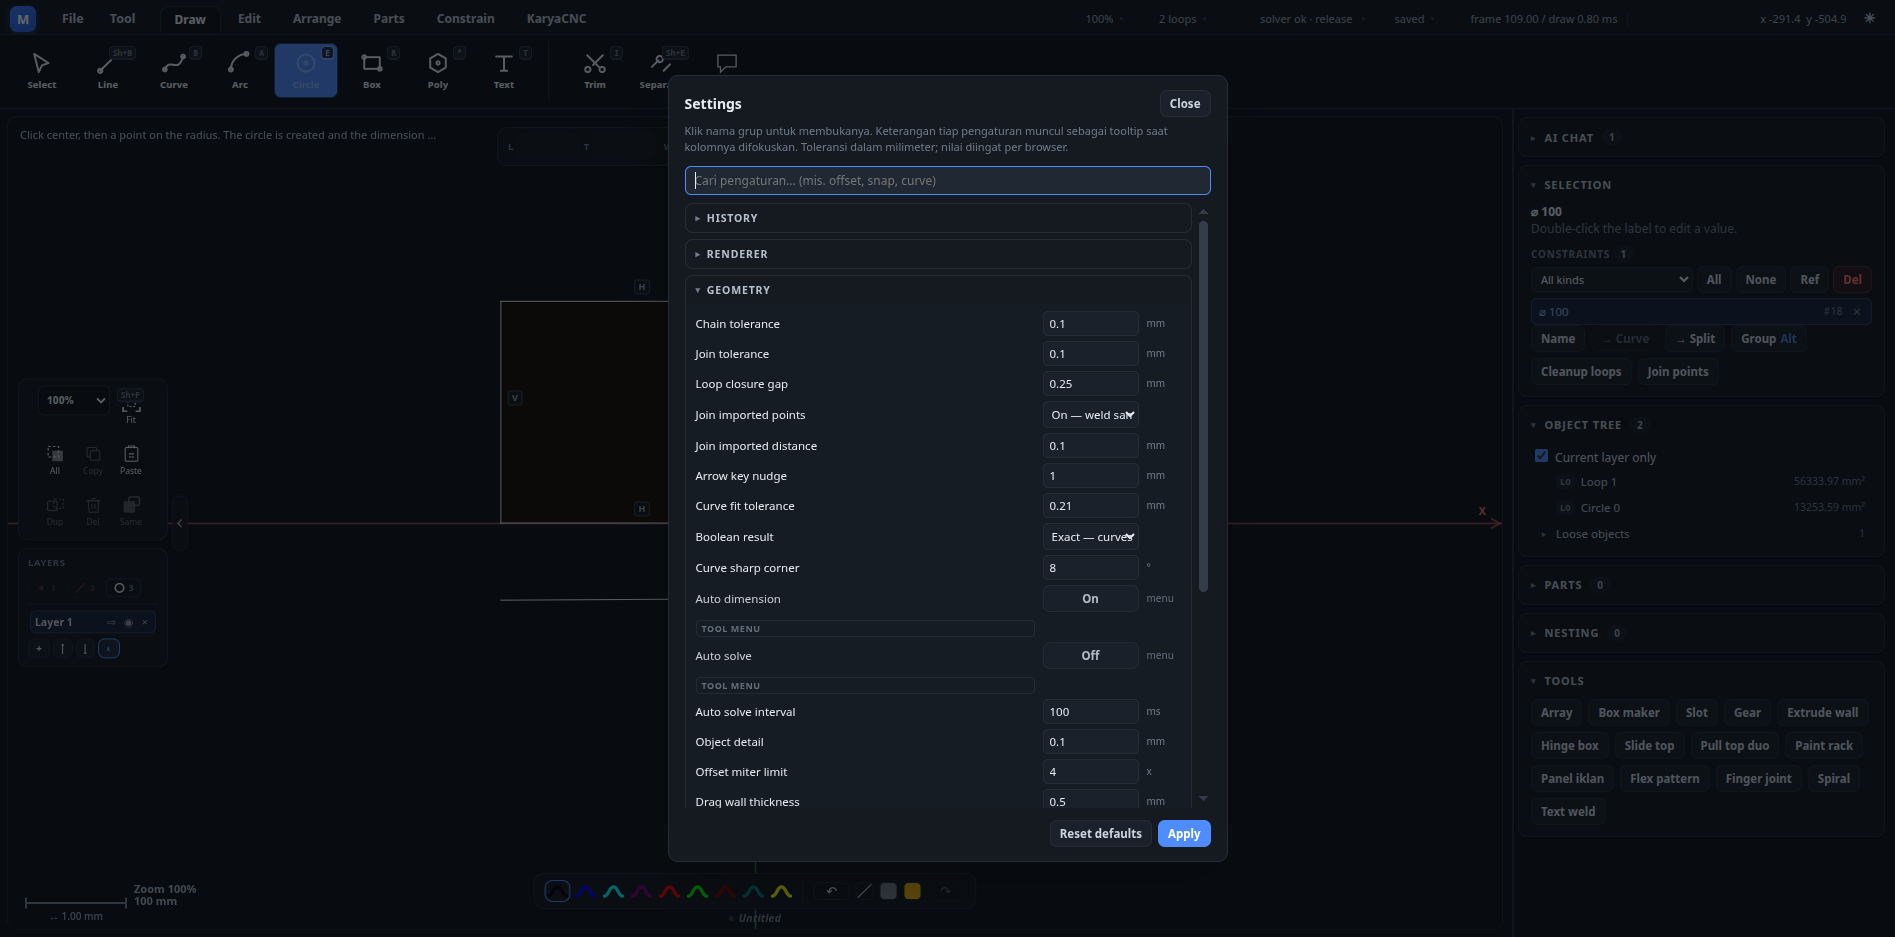 M File Tool Draw Edit Arrange Parts Constrain KaryaCNC
100% 2 loops solver ok · release saved frame 109.00 / draw 0.80 ms x -291.4 y -504.9
Sh+B B A E B * T I Sh+E
Select Line Curve Arc Circle Box Poly Text Trim
Click center, then a point on the radius. The circle is created and the dimension ...
L T
H
V
H
X
100% Sh+F
Fit
All Copy Paste
Dup Del Same
LAYERS
3
Layer 1
Zoom 100%
100 mm
↔ 1.00 mm
Untitled
Settings
Close
Klik nama grup untuk membukanya. Keterangan tiap pengaturan muncul sebagai tooltip saat
kolomnya difokuskan. Toleransi dalam milimeter; nilai diingat per browser.
Cari pengaturan... (mis. offset, snap, curve)
▸ HISTORY
▸ RENDERER
▾ GEOMETRY
Chain tolerance 0.1 mm
Join tolerance 0.1 mm
Loop closure gap 0.25 mm
Join imported points On — weld sa
Join imported distance 0.1 mm
Arrow key nudge 1 mm
Curve fit tolerance 0.21 mm
Boolean result Exact — curves
Curve sharp corner 8 °
Auto dimension On menu
TOOL MENU
Auto solve Off menu
TOOL MENU
Auto solve interval 100 ms
Object detail 0.1 mm
Offset miter limit 4 x
Drag wall thickness 0.5 mm
Reset defaults Apply
▸ AI CHAT 1
▾ SELECTION
⌀ 100
Double-click the label to edit a value.
CONSTRAINTS 1
All kinds All None Ref Del
⌀ 100 #18 ×
Name → Curve → Split Group Alt
Cleanup loops Join points
▾ OBJECT TREE 2
Current layer only
L0 Loop 1 56333.97 mm²
L0 Circle 0 13253.59 mm²
▸ Loose objects 1
▸ PARTS 0
▸ NESTING 0
▾ TOOLS
Array Box maker Slot Gear Extrude wall
Hinge box Slide top Pull top duo Paint rack
Panel iklan Flex pattern Finger joint Spiral
Text weld